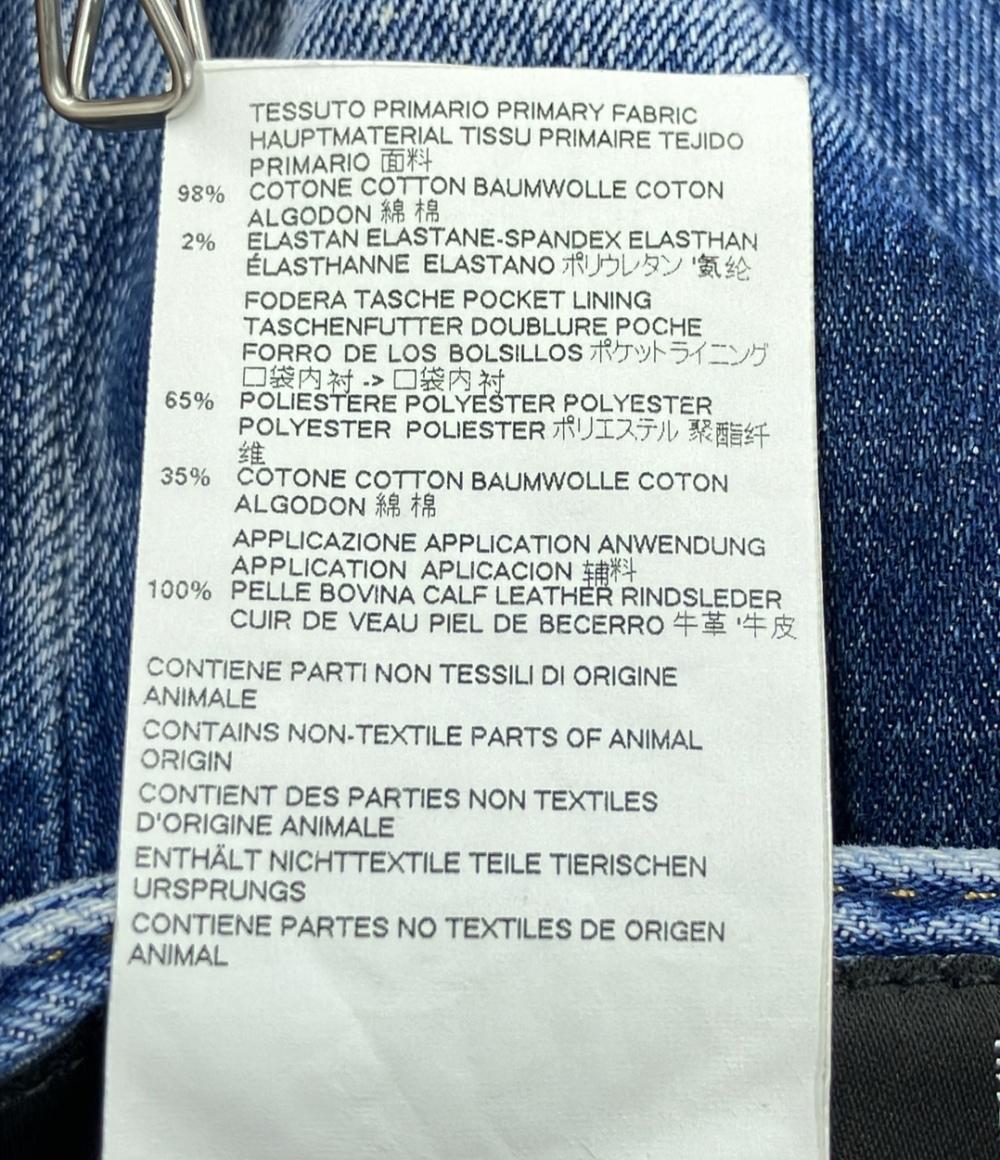 TESSUTO PRIMARIO PRIMARY FABRIC
HAUPTMATERIAL TISSU PRIMAIRE TEJIDO
PRIMARIO 面料
98% COTONE COTTON BAUMWOLLE COTON
ALGODON 綿 棉
2% ELASTAN ELASTANE-SPANDEX ELASTHAN
ÉLASTHANNE ELASTANO ポリウレタン '氨纶
FODERA TASCHE POCKET LINING
TASCHENFUTTER DOUBLURE POCHE
FORRO DE LOS BOLSILLOS ポケットライニング
口袋内衬 -> 口袋内衬
65% POLIESTERE POLYESTER POLYESTER
POLYESTER POLIESTER ポリエステル 聚酯纤
维
35% COTONE COTTON BAUMWOLLE COTON
ALGODON 綿 棉
APPLICAZIONE APPLICATION ANWENDUNG
APPLICATION APLICACION 辅料
100% PELLE BOVINA CALF LEATHER RINDSLEDER
CUIR DE VEAU PIEL DE BECERRO 牛革 '牛皮
CONTIENE PARTI NON TESSILI DI ORIGINE
ANIMALE
CONTAINS NON-TEXTILE PARTS OF ANIMAL
ORIGIN
CONTIENT DES PARTIES NON TEXTILES
D'ORIGINE ANIMALE
ENTHÄLT NICHTTEXTILE TEILE TIERISCHEN
URSPRUNGS
CONTIENE PARTES NO TEXTILES DE ORIGEN
ANIMAL